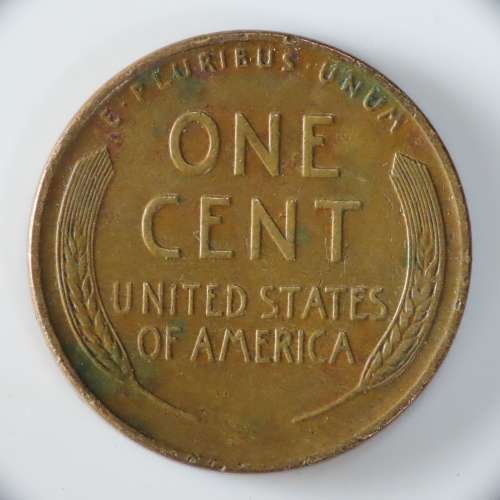 E · PLURIBUS · UNUM
ONE
CENT
UNITED STATES
OF AMERICA